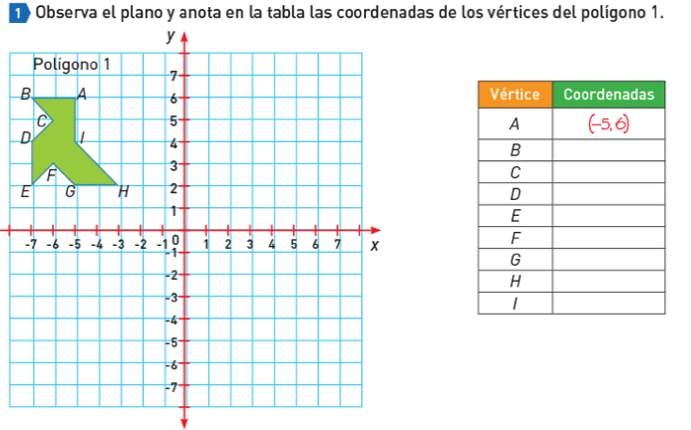 1 Observa el plano y anota en la tabla las coordenadas de los vértices del polígono 1.
y
Polígono 1
7
B A
6
C
5
D I
4
3
F
E G H
2
1
-7 -6 -5 -4 -3 -2 -1 0 1 2 3 4 5 6 7 x
-1
-2
-3
-4
-5
-6
-7
Vértice Coordenadas
A (-5,6)
B
C
D
E
F
G
H
I